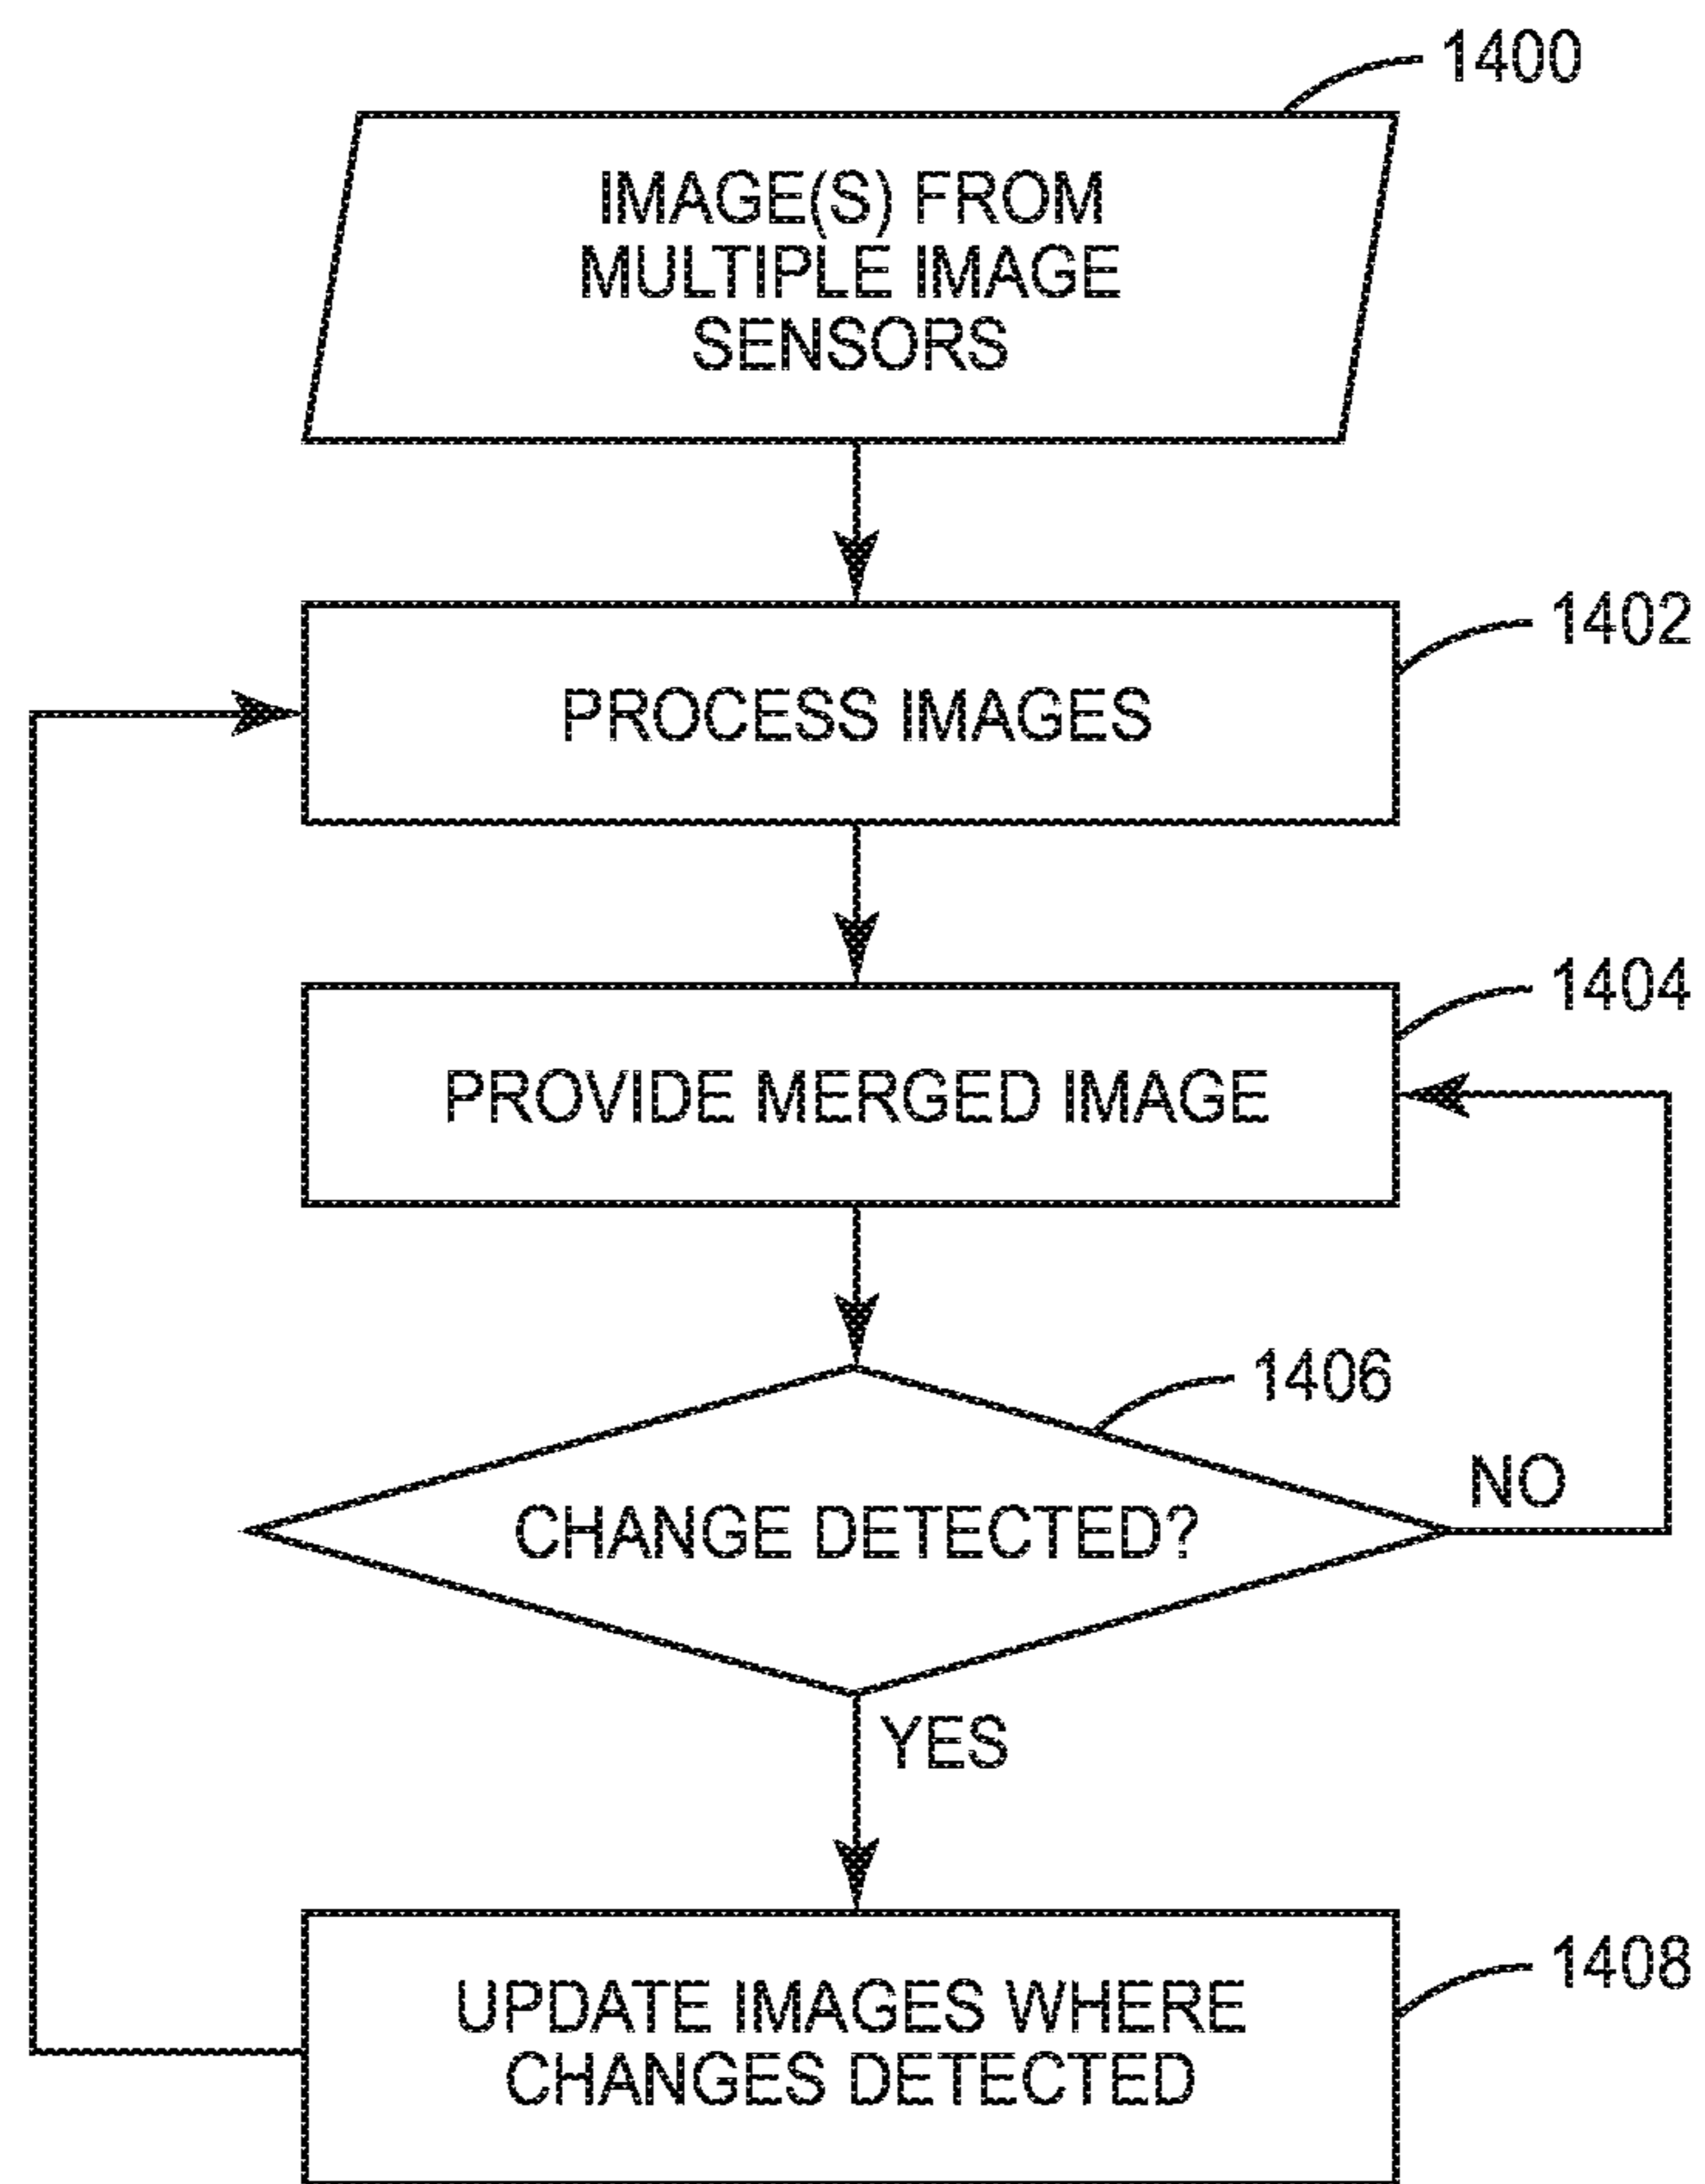 1400
IMAGE(S) FROM
MULTIPLE IMAGE
SENSORS
1402
PROCESS IMAGES
1404
PROVIDE MERGED IMAGE
1406
NO
CHANGE DETECTED?
YES
1408
UPDATE IMAGES WHERE
CHANGES DETECTED